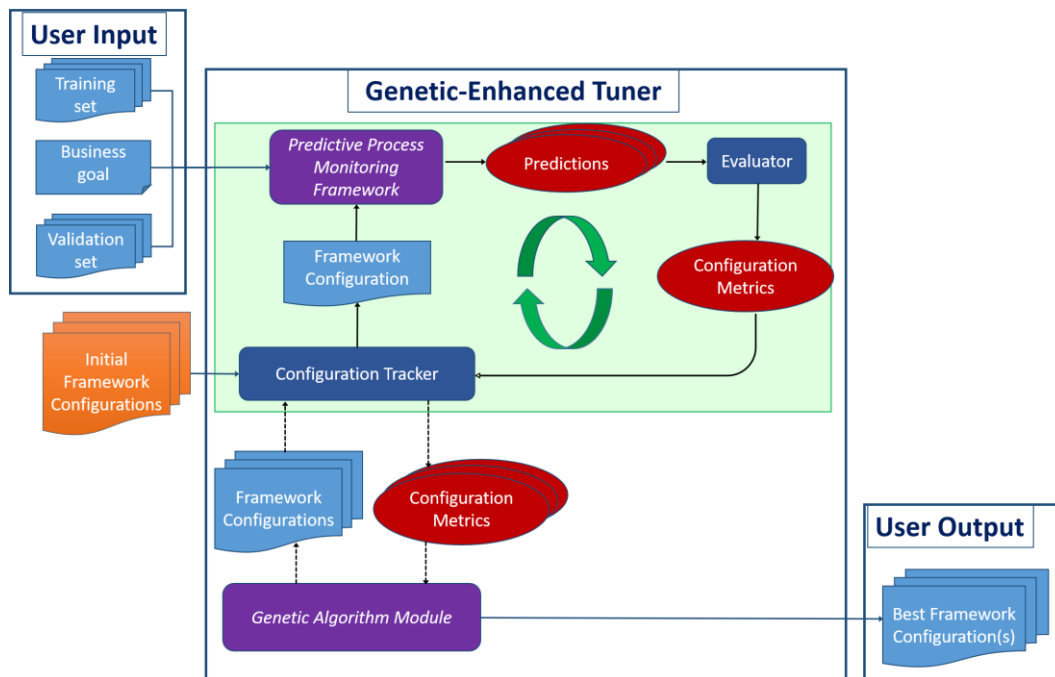 User Input
Training
set
Business
goal
Validation
set
Initial
Framework
Configurations
Genetic-Enhanced Tuner
Predictive Process
Monitoring
Framework
Predictions
Evaluator
Framework
Configuration
Configuration
Metrics
Configuration Tracker
Framework
Configurations
Configuration
Metrics
Genetic Algorithm Module
User Output
Best Framework
Configuration(s)